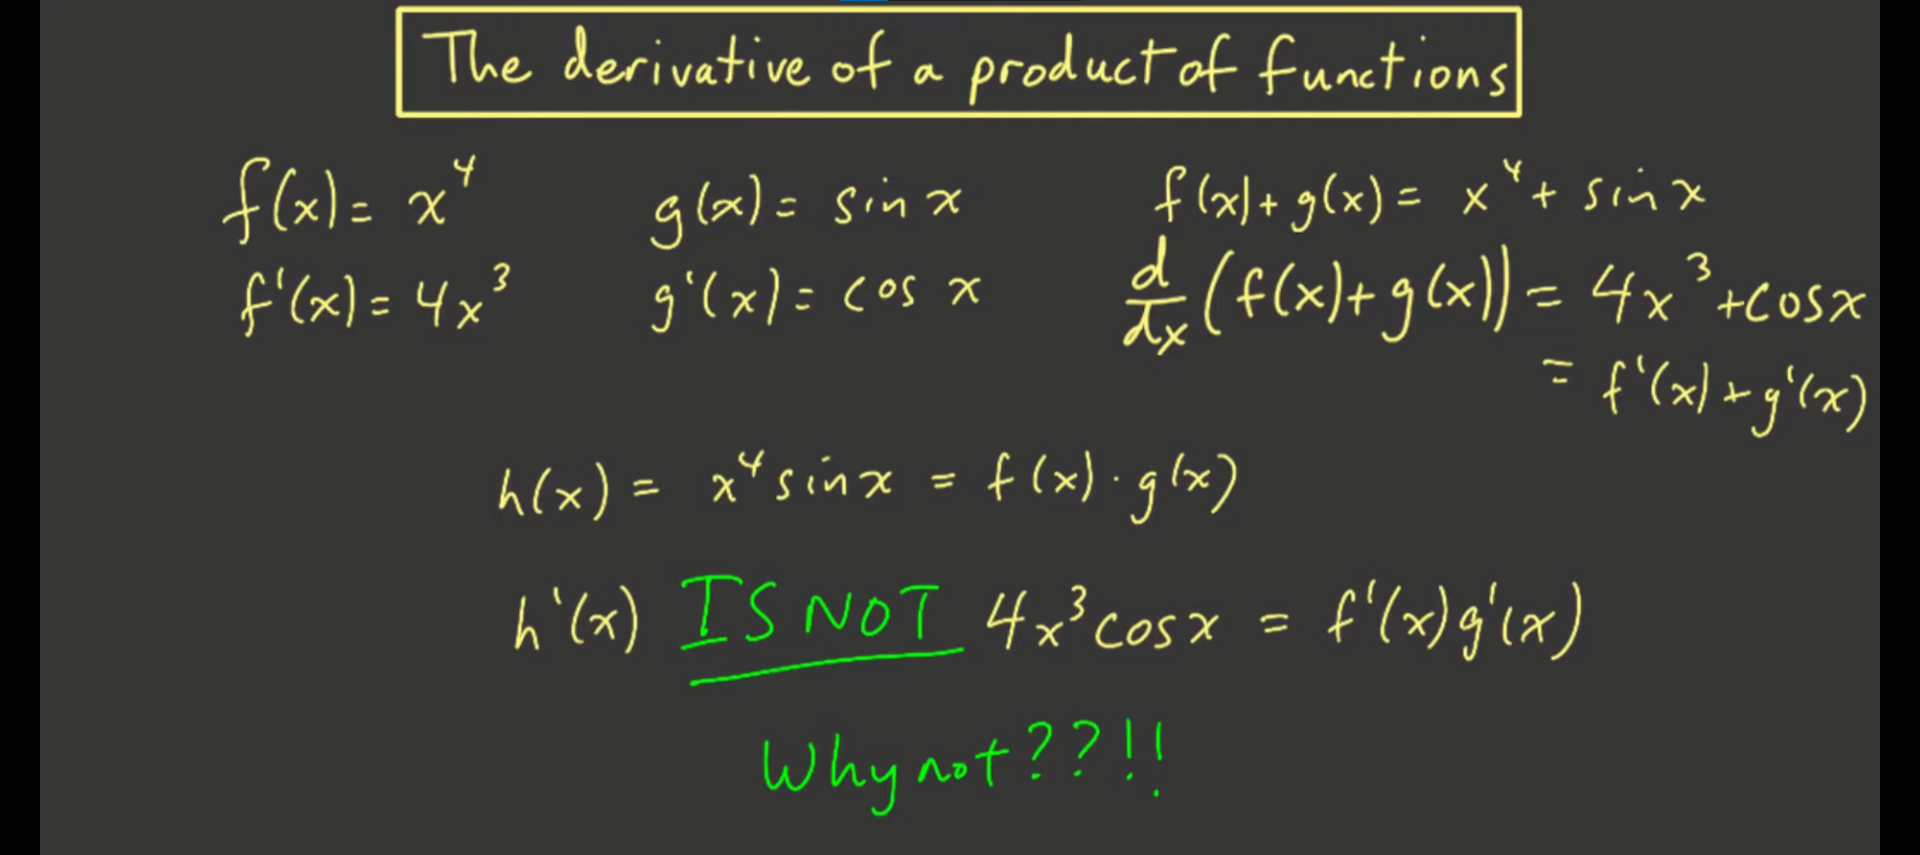 The derivative of a product of functions
f(x) = x⁴ g(x) = sin x f(x) + g(x) = x⁴ + sin x
f'(x) = 4x³ g'(x) = cos x d/dx (f(x) + g(x)) = 4x³ + cos x
= f'(x) + g'(x)
h(x) = x⁴ sin x = f(x) · g(x)
h'(x) IS NOT 4x³ cos x = f'(x) g'(x)
Why not??!!